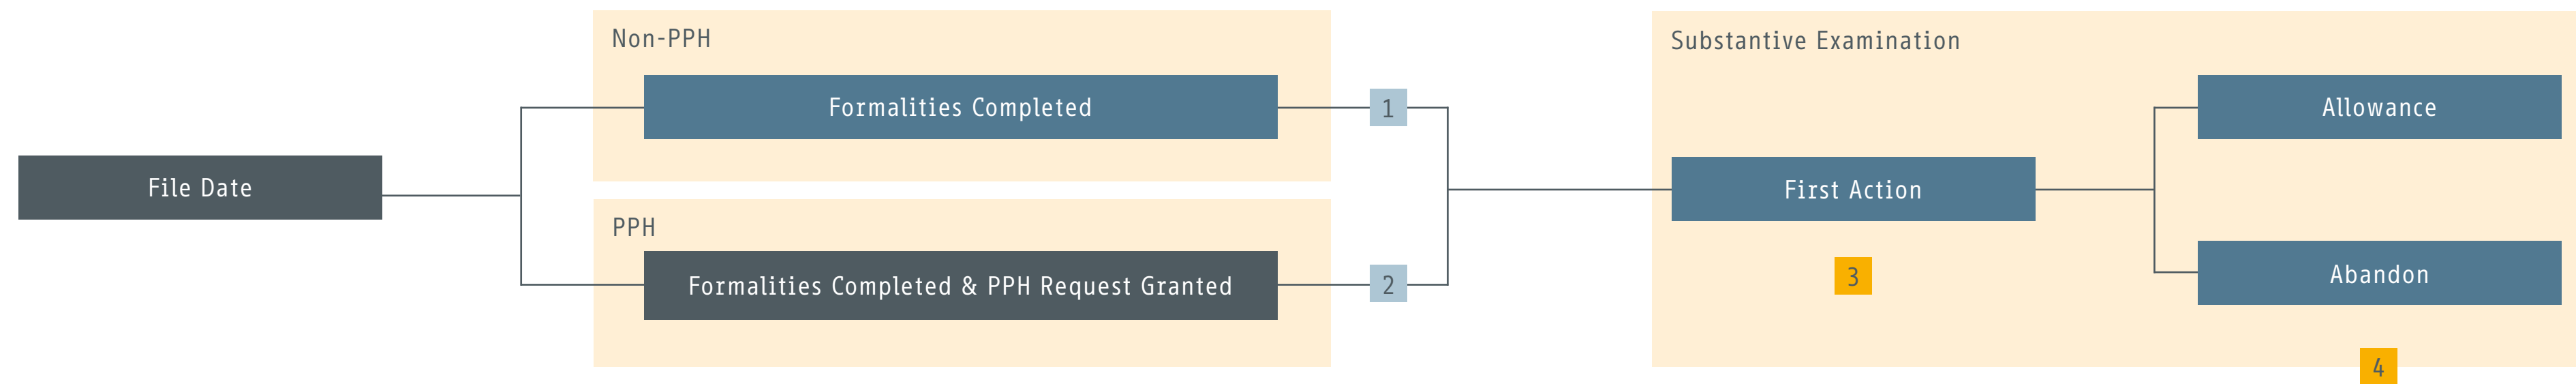 File Date
Non-PPH
Formalities Completed
1
PPH
Formalities Completed & PPH Request Granted
2
Substantive Examination
First Action
3
Allowance
Abandon
4